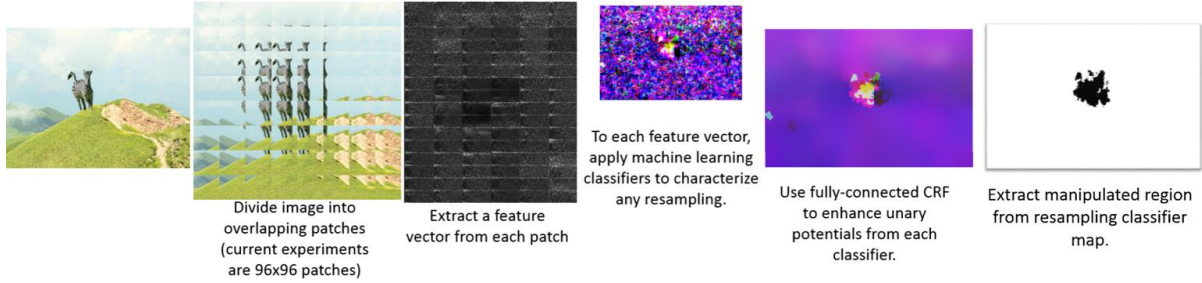 Divide image into
overlapping patches
(current experiments
are 96x96 patches)
Extract a feature
vector from each patch
To each feature vector,
apply machine learning
classifiers to characterize
any resampling.
Use fully-connected CRF
to enhance unary
potentials from each
classifier.
Extract manipulated region
from resampling classifier
map.